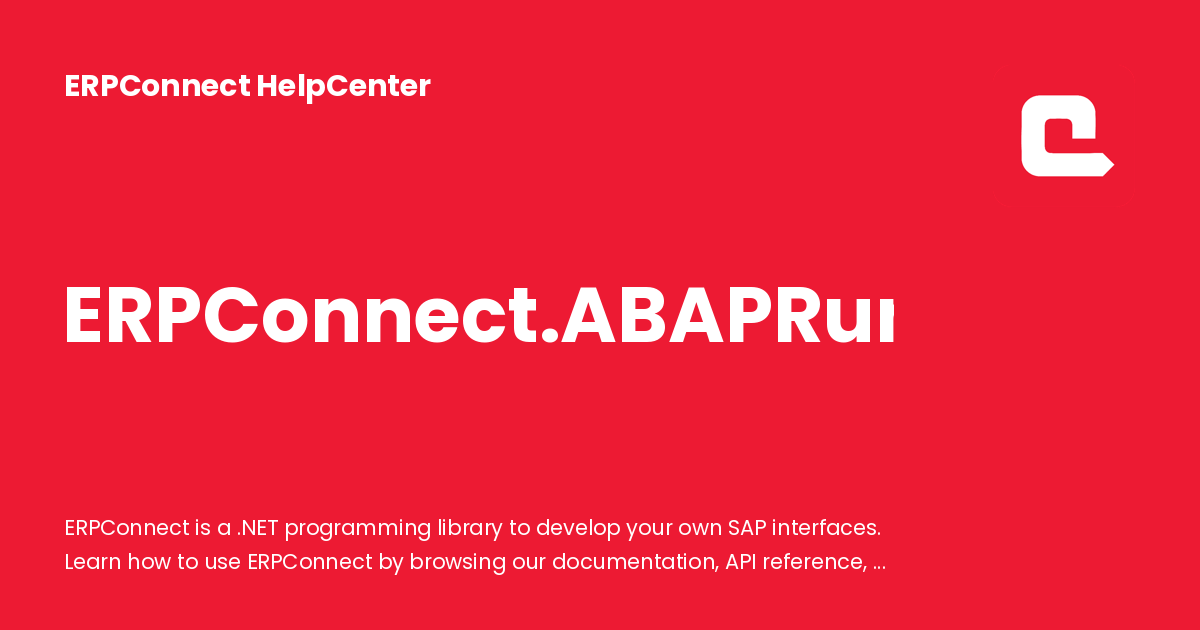 ERPConnect HelpCenter
ERPConnect.ABAPRu
ERPConnect is a .NET programming library to develop your own SAP interfaces.
Learn how to use ERPConnect by browsing our documentation, API reference, ...